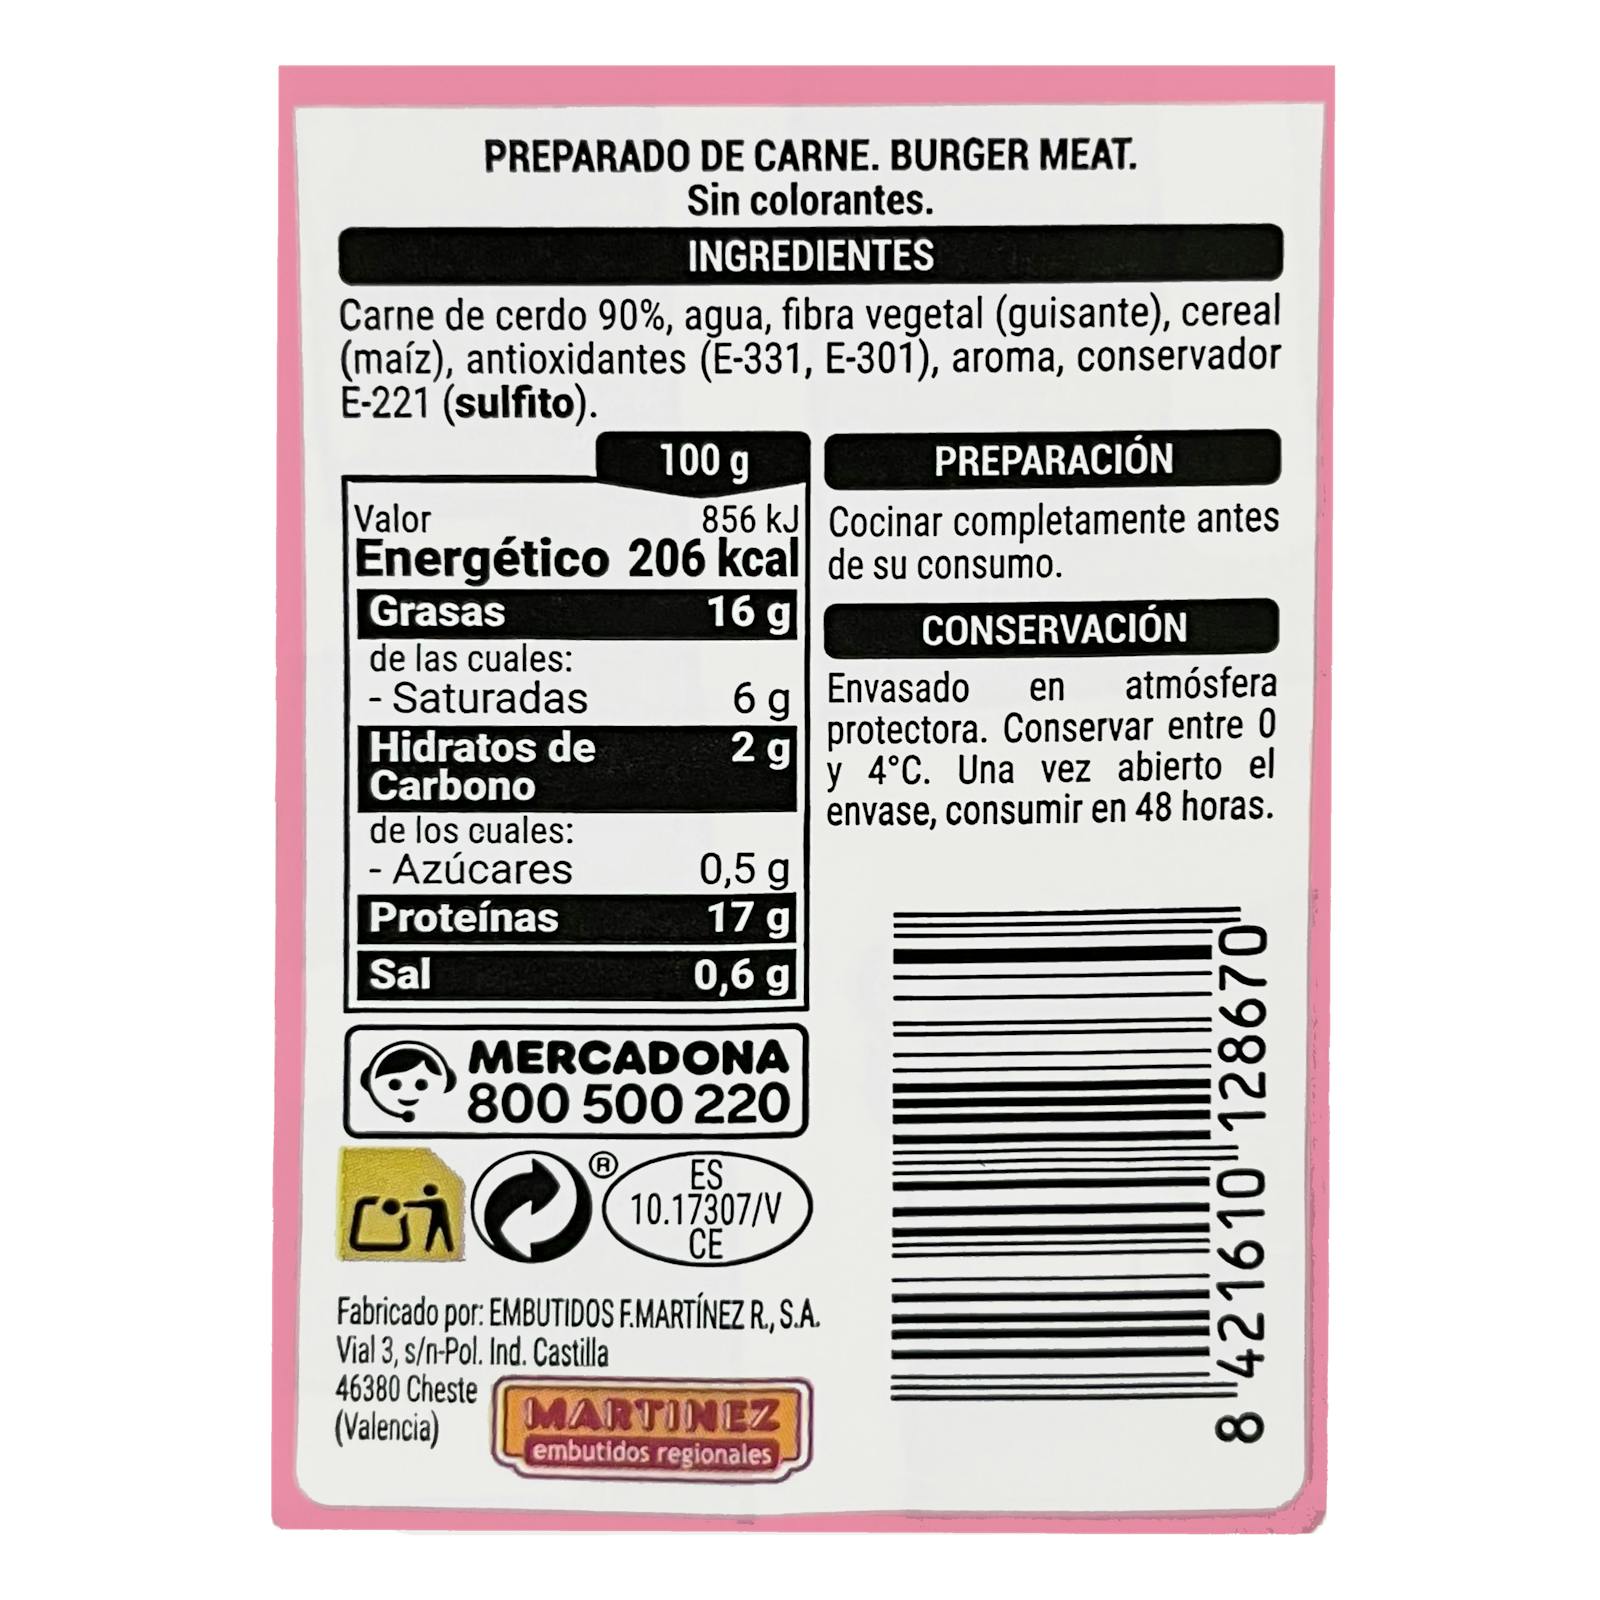 PREPARADO DE CARNE. BURGER MEAT.
Sin colorantes.
INGREDIENTES
Carne de cerdo 90%, agua, fibra vegetal (guisante), cereal
(maíz), antioxidantes (E-331, E-301), aroma, conservador
E-221 (sulfito).
100 g
Valor 856 kJ
Energético 206 kcal
Grasas 16 g
de las cuales:
- Saturadas 6 g
Hidratos de 2 g
Carbono
de los cuales:
- Azúcares 0,5 g
Proteínas 17 g
Sal 0,6 g
PREPARACIÓN
Cocinar completamente antes
de su consumo.
CONSERVACIÓN
Envasado en atmósfera
protectora. Conservar entre 0
y 4°C. Una vez abierto el
envase, consumir en 48 horas.
MERCADONA
800 500 220
®
ES
10.17307/V
CE
Fabricado por: EMBUTIDOS F.MARTÍNEZ R., S.A.
Vial 3, s/n-Pol. Ind. Castilla
46380 Cheste
(Valencia)
MARTINEZ
embutidos regionales
8 421610 128670